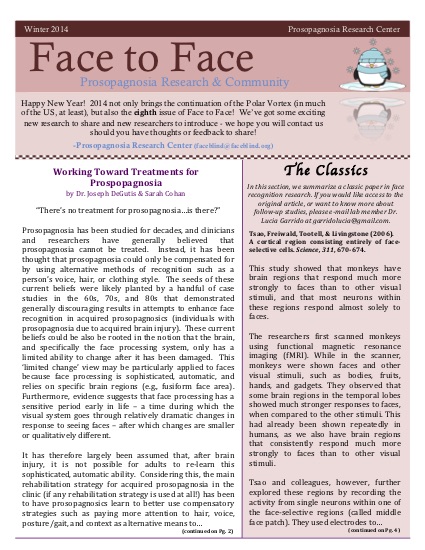 Winter 2014
Prosopagnosia Research Center
Face to Face
Prosopagnosia Research & Community
Happy New Year!  2014 not only brings the continuation of the Polar Vortex (in much
of the US, at least), but also the eighth issue of Face to Face!  We've got some exciting
new research to share and new researchers to introduce - we hope you will contact us
should you have thoughts or feedback to share!
-Prosopagnosia Research Center (faceblind@faceblind.org)
Working Toward Treatments for
Prospopagnosia
by Dr. Joseph DeGutis & Sarah Cohan
"There's no treatment for prosopagnosia...is there?"
Prosopagnosia has been studied for decades, and clinicians
and researchers have generally believed that
prosopagnosia cannot be treated. Instead, it has been
thought that prosopagnosia could only be compensated for
by using alternative methods of recognition such as a
person's voice, hair, or clothing style. The seeds of these
current beliefs were likely planted by a handful of case
studies in the 60s, 70s, and 80s that demonstrated
generally discouraging results in attempts to enhance face
recognition in acquired prosopagnosics (individuals with
prosopagnosia due to acquired brain injury). These current
beliefs could be also be rooted in the notion that the brain,
and specifically the face processing system, only has a
limited ability to change after it has been damaged. This
'limited change' view may be particularly applied to faces
because face processing is sophisticated, automatic, and
relies on specific brain regions (e.g., fusiform face area).
Furthermore, evidence suggests that face processing has a
sensitive period early in life – a time during which the
visual system goes through relatively dramatic changes in
response to seeing faces – after which changes are smaller
or qualitatively different.
It has therefore largely been assumed that, after brain
injury, it is not possible for adults to re-learn this
sophisticated, automatic ability. Considering this, the main
rehabilitation strategy for acquired prosopagnosia in the
clinic (if any rehabilitation strategy is used at all!) has been
to have prosopagnosics learn to better use compensatory
strategies such as paying more attention to hair, voice,
posture/gait, and context as alternative means to...
(continued on Pg. 2)
The Classics
In this section, we summarize a classic paper in face
recognition research. If you would like access to the
original article, or want to know more about
follow-up studies, please e-mail lab member Dr.
Lucia Garrido at garridolucia@gmail.com.
Tsao, Freiwald, Tootell, & Livingstone (2006).
A cortical region consisting entirely of face-
selective cells. Science, 311, 670-674.
This study showed that monkeys have
brain regions that respond much more
strongly to faces than to other visual
stimuli, and that most neurons within
these regions respond almost solely to
faces.
The researchers first scanned monkeys
using functional magnetic resonance
imaging (fMRI). While in the scanner,
monkeys were shown faces and other
visual stimuli, such as bodies, fruits,
hands, and gadgets. They observed that
some brain regions in the temporal lobes
showed much stronger responses to faces,
when compared to the other stimuli. This
had already been shown repeatedly in
humans, as we also have brain regions
that consistently respond much more
strongly to faces than to other visual
stimuli.
Tsao and colleagues, however, further
explored these regions by recording the
activity from single neurons within one of
the face-selective regions (called middle
face patch). They used electrodes to...
(continued on Pg. 4)